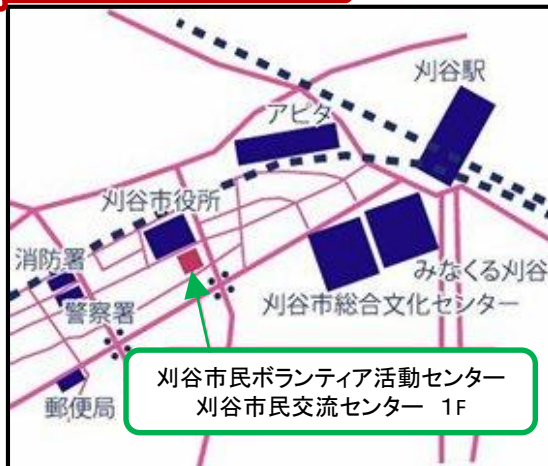 刈谷駅
アピタ
刈谷市役所
消防署
みなくる刈谷
刈谷市総合文化センター
警察署
刈谷市民ボランティア活動センター
刈谷市民交流センター 1F
郵便局